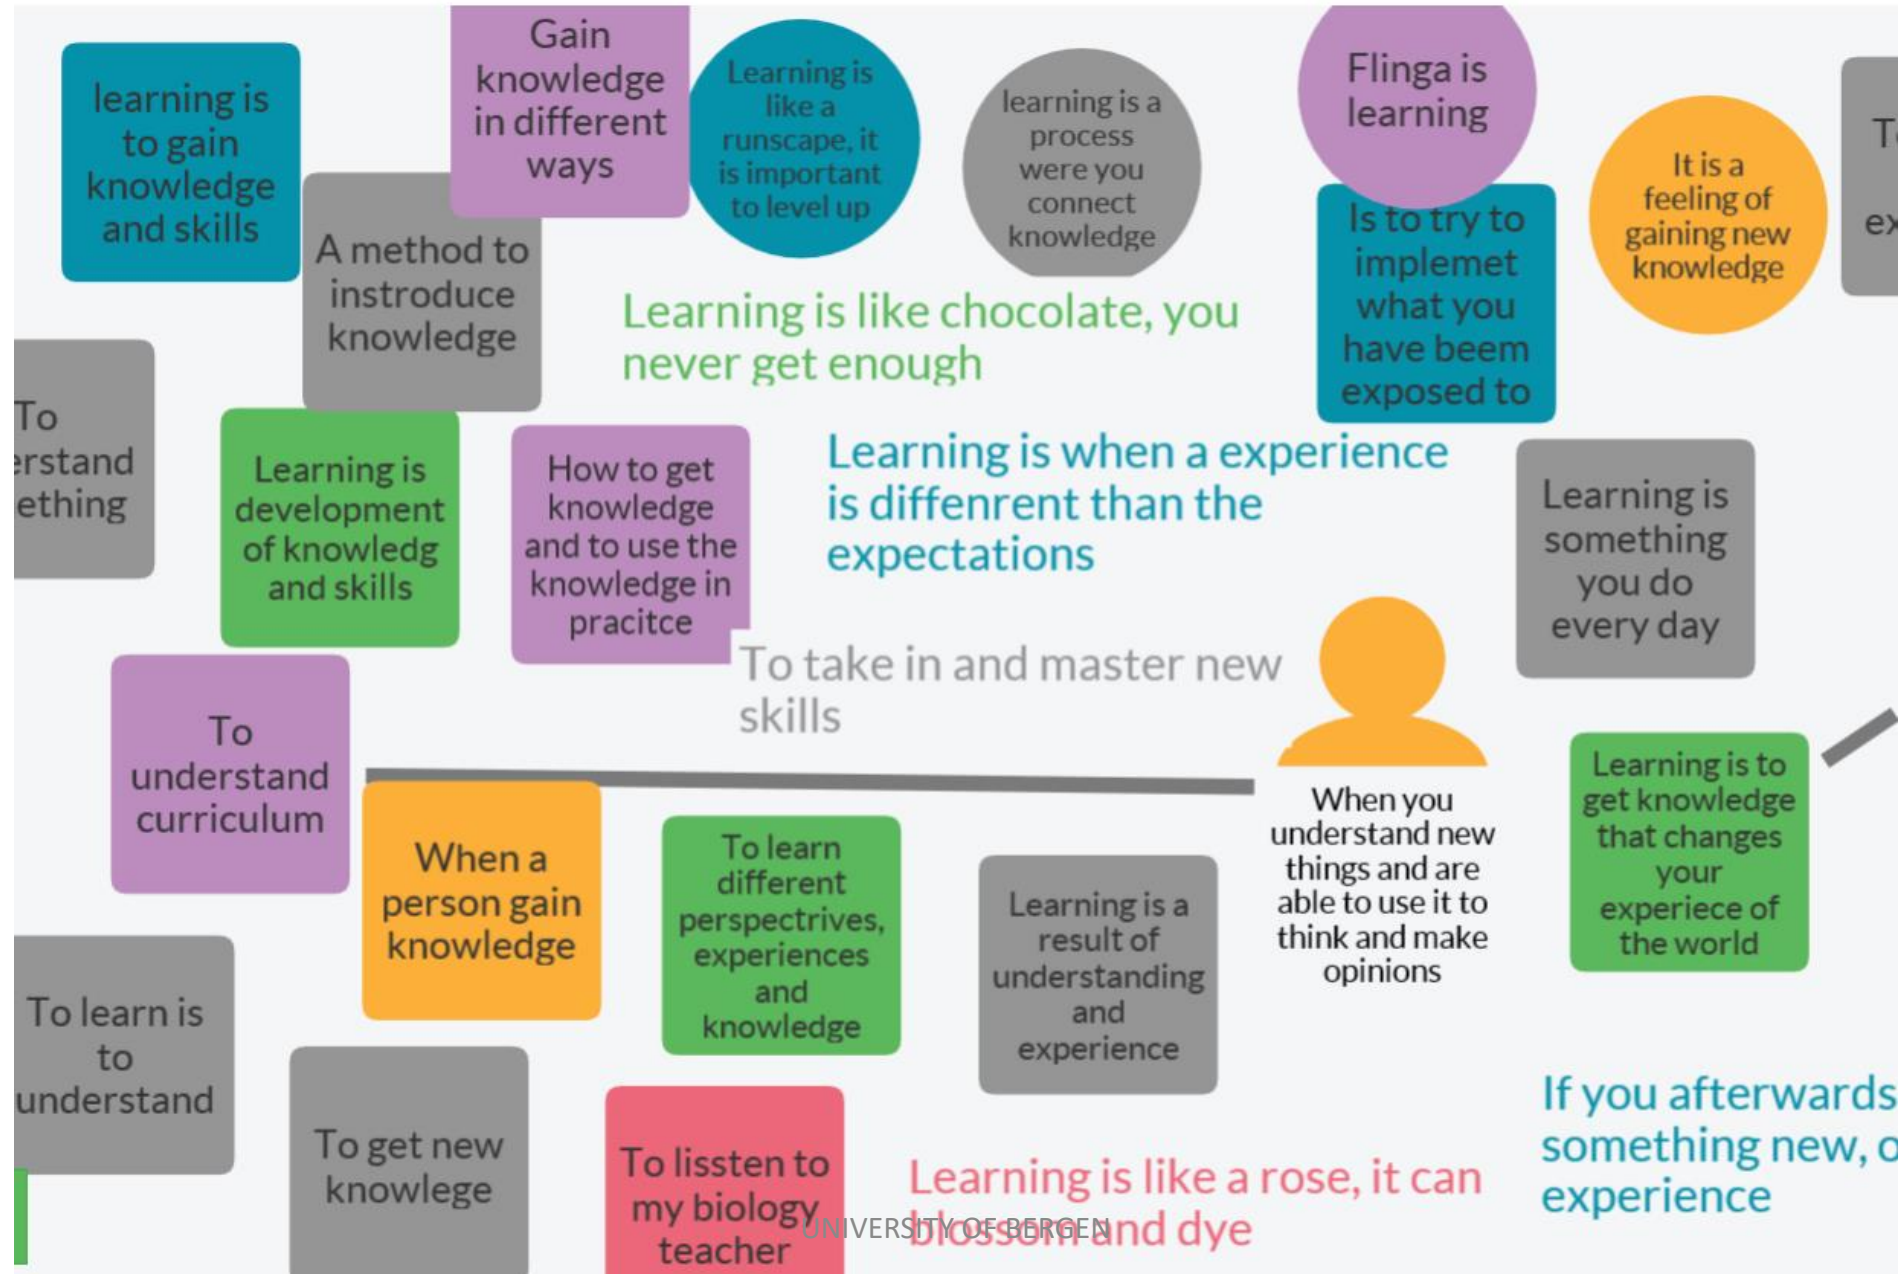 Gain
knowledge
in different
ways
learning is
to gain
knowledge
and skills
Learning is
like a
runscape, it
is important
to level up
learning is a
process
were you
connect
knowledge
Flinga is
learning
It is a
feeling of
gaining new
knowledge
A method to
instroduce
knowledge
Is to try to
implemet
what you
have beem
exposed to
Learning is like chocolate, you
never get enough
To
Learning is
development
of knowledg
and skills
How to get
knowledge
and to use the
knowledge in
pracitce
Learning is when a experience
is diffenrent than the
expectations
Learning is
something
you do
every day
To take in and master new
skills
To
understand
curriculum
When a
person gain
knowledge
To learn
different
perspectrives,
experiences
and
knowledge
Learning is a
result of
understanding
and
experience
When you
understand new
things and are
able to use it to
think and make
opinions
Learning is to
get knowledge
that changes
your
experiece of
the world
To learn is
to
understand
To get new
knowlege
To lissten to
my biology
teacher
Learning is like a rose, it can
blossom and dye
If you afterwards
something new,
experience
UNIVERSITY OF BERGEN